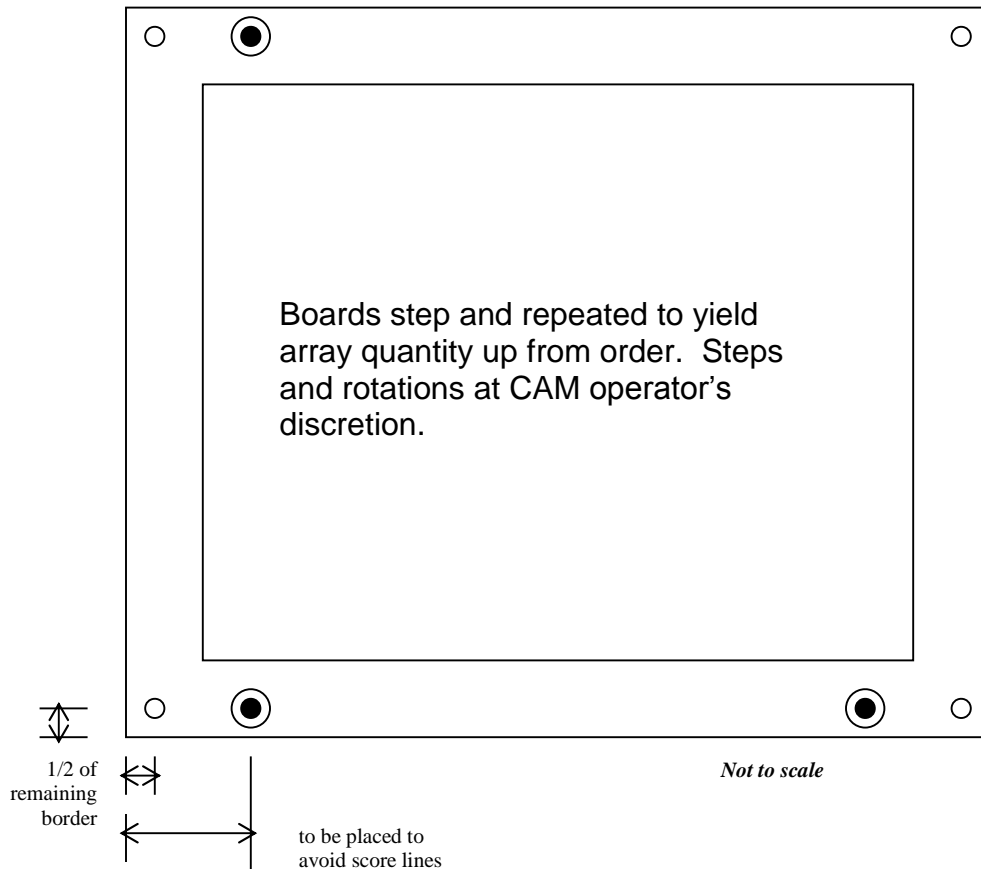 Boards step and repeated to yield
array quantity up from order.  Steps
and rotations at CAM operator’s
discretion.
1/2 of
remaining
border
Not to scale
to be placed to
avoid score lines